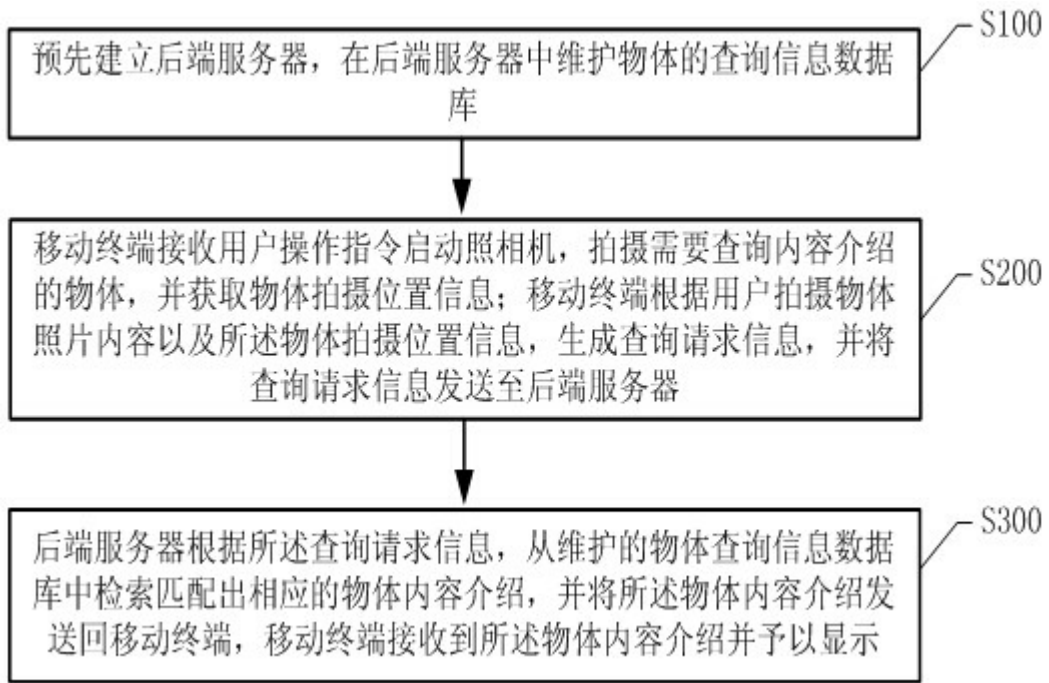 S100
预先建立后端服务器，在后端服务器中维护物体的查询信息数据
库
移动终端接收用户操作指令启动照相机，拍摄需要查询内容介绍
的物体，并获取物体拍摄位置信息；移动终端根据用户拍摄物体
照片内容以及所述物体拍摄位置信息，生成查询请求信息，并将
查询请求信息发送至后端服务器
S200
后端服务器根据所述查询请求信息，从维护的物体查询信息数据
库中检索匹配出相应的物体内容介绍，并将所述物体内容介绍发
送回移动终端，移动终端接收到所述物体内容介绍并予以显示
S300